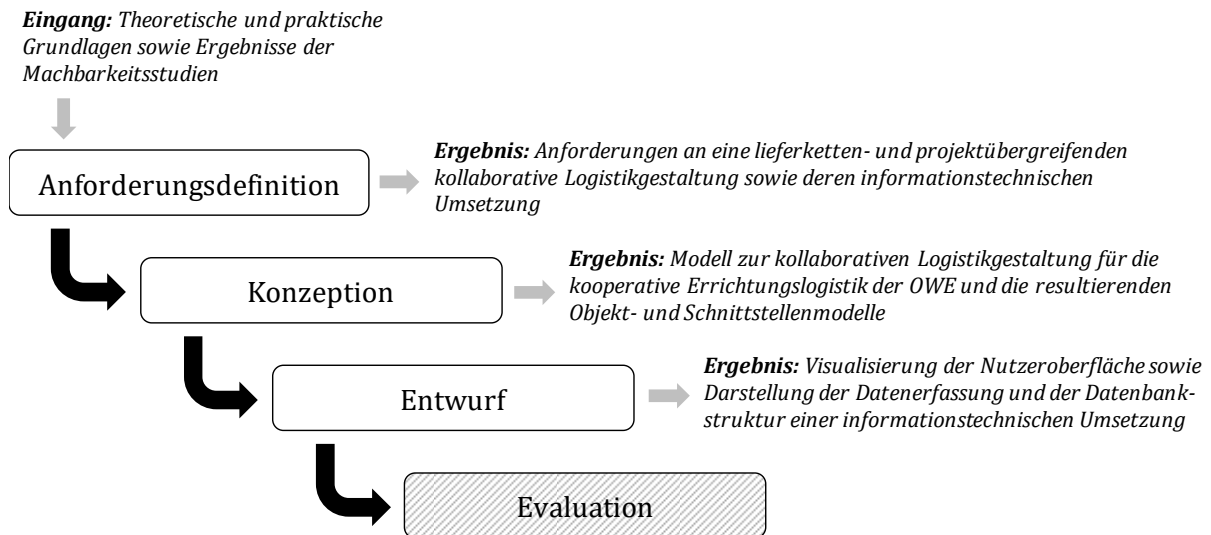 Eingang: Theoretische und praktische
Grundlagen sowie Ergebnisse der
Machbarkeitsstudien
Anforderungsdefinition
Ergebnis: Anforderungen an eine lieferketten- und projektübergreifenden
kollaborative Logistikgestaltung sowie deren informationstechnischen
Umsetzung
Konzeption
Ergebnis: Modell zur kollaborativen Logistikgestaltung für die
kooperative Errichtungslogistik der OWE und die resultierenden
Objekt- und Schnittstellenmodelle
Entwurf
Ergebnis: Visualisierung der Nutzeroberfläche sowie
Darstellung der Datenerfassung und der Datenbank-
struktur einer informationstechnischen Umsetzung
Evaluation